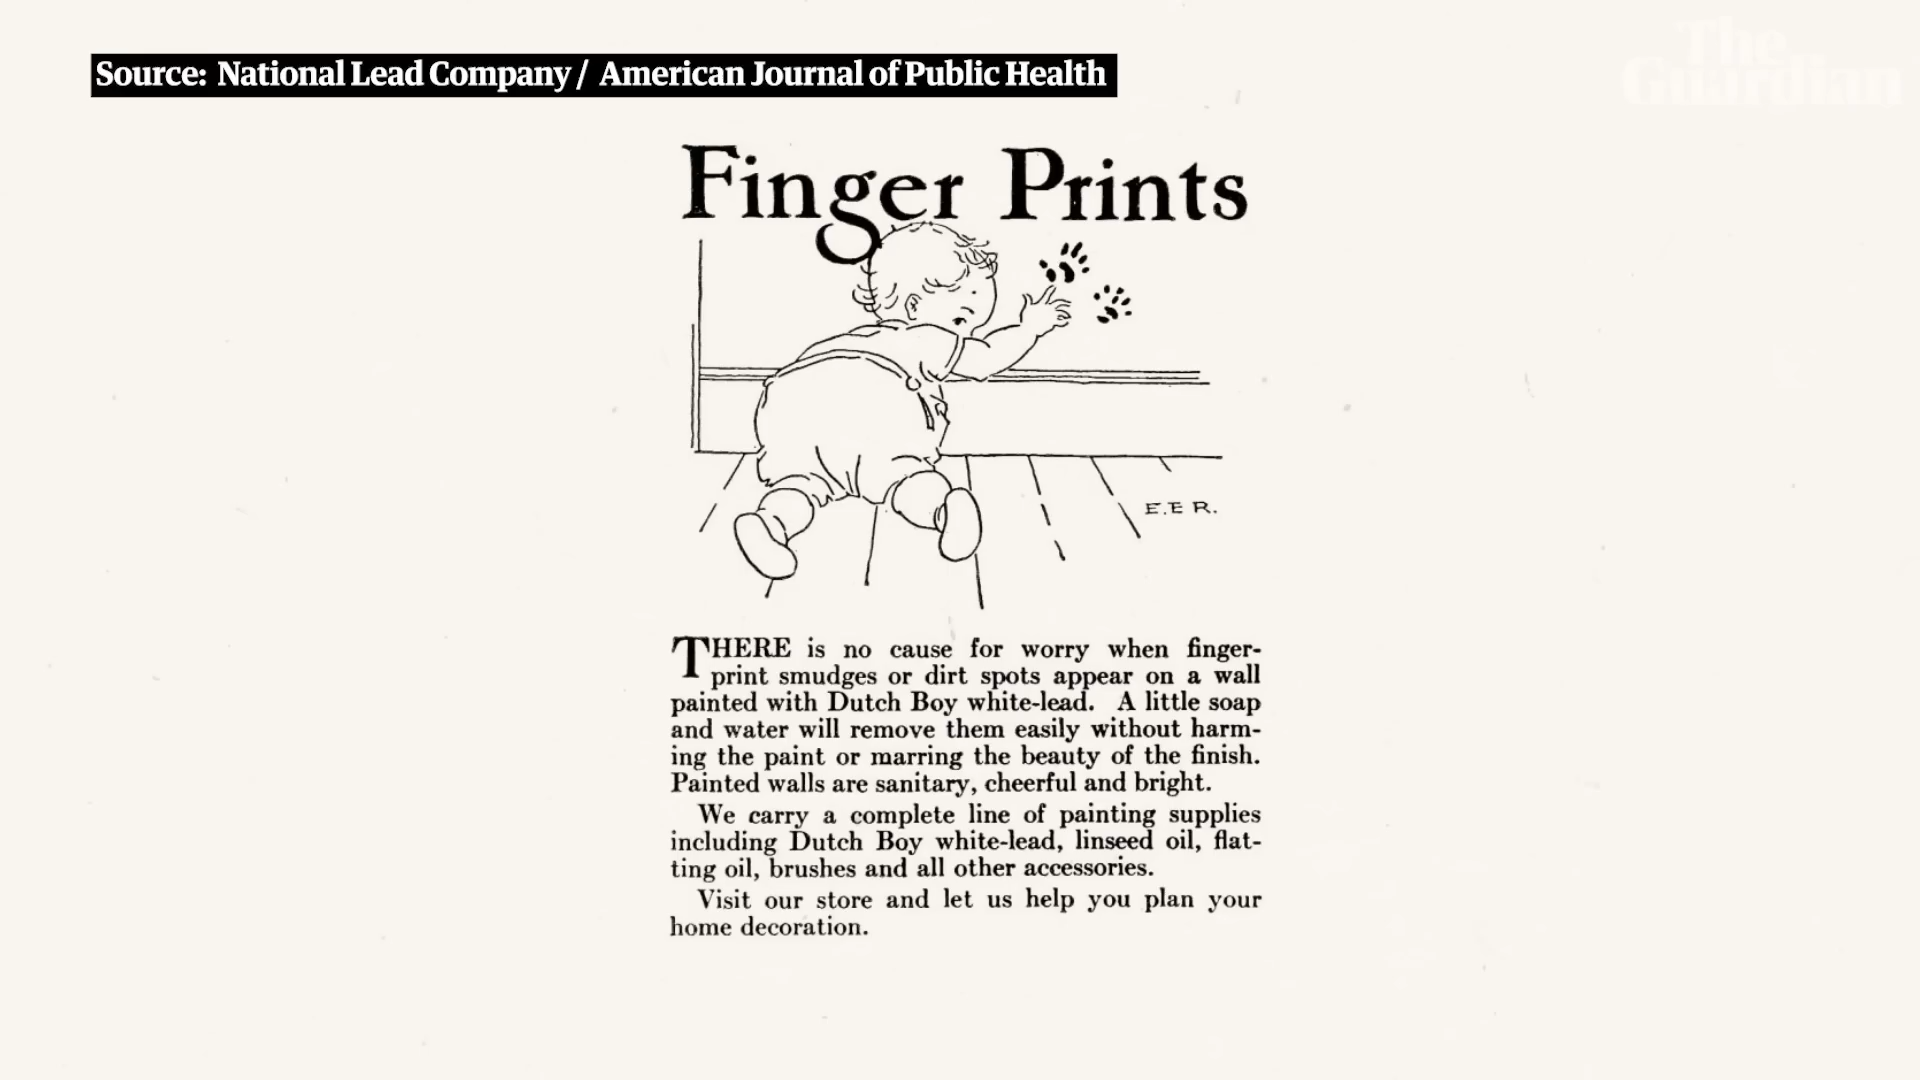 Source: National Lead Company / American Journal of Public Health
The
Guardian
Finger Prints
E.E R.
THERE is no cause for worry when finger-
print smudges or dirt spots appear on a wall
painted with Dutch Boy white-lead. A little soap
and water will remove them easily without harm-
ing the paint or marring the beauty of the finish.
Painted walls are sanitary, cheerful and bright.
We carry a complete line of painting supplies
including Dutch Boy white-lead, linseed oil, flat-
ting oil, brushes and all other accessories.
Visit our store and let us help you plan your
home decoration.